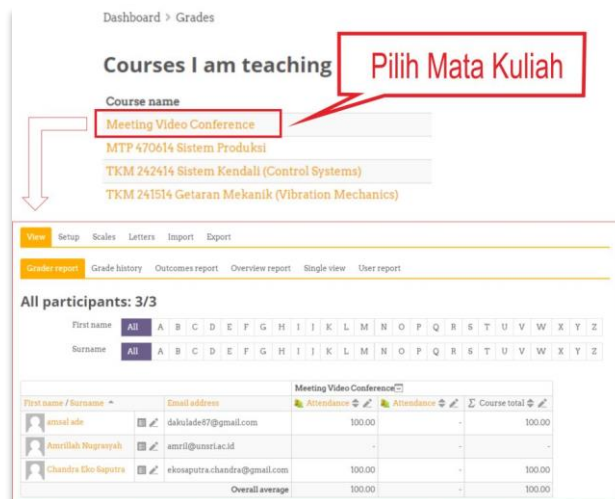 Dashboard > Grades
Courses I am teaching
Pilih Mata Kuliah
Course name
Meeting Video Conference
MTP 470614 Sistem Produksi
TKM 242414 Sistem Kendali (Control Systems)
TKM 241514 Getaran Mekanik (Vibration Mechanics)
View Setup Scales Letters Import Export
Grader report Grade history Outcomes report Overview report Single view User report
All participants: 3/3
First name All A B C D E F G H I J K L M N O P Q R S T U V W X Y Z
Surname All A B C D E F G H I J K L M N O P Q R S T U V W X Y Z
Meeting Video Conference
First name / Surname Email address Attendance Attendance Σ Course total
amsal ade dakulade87@gmail.com 100.00 - 100.00
Amrillah Nugrasyah amril@unsri.ac.id - - -
Chandra Eko Saputra ekosaputra.chandra@gmail.com 100.00 - 100.00
Overall average 100.00 - 100.00